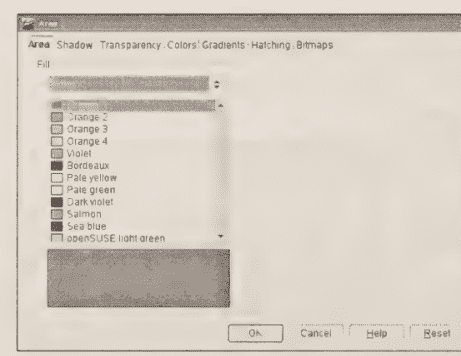 Area
Area Shadow Transparency Colors Gradients Hatching Bitmaps
Fill
Orange 2
Orange 3
Orange 4
Violet
Bordeaux
Pale yellow
Pale green
Dark violet
Salmon
Sea blue
openSUSE light green
OK Cancel Help Reset